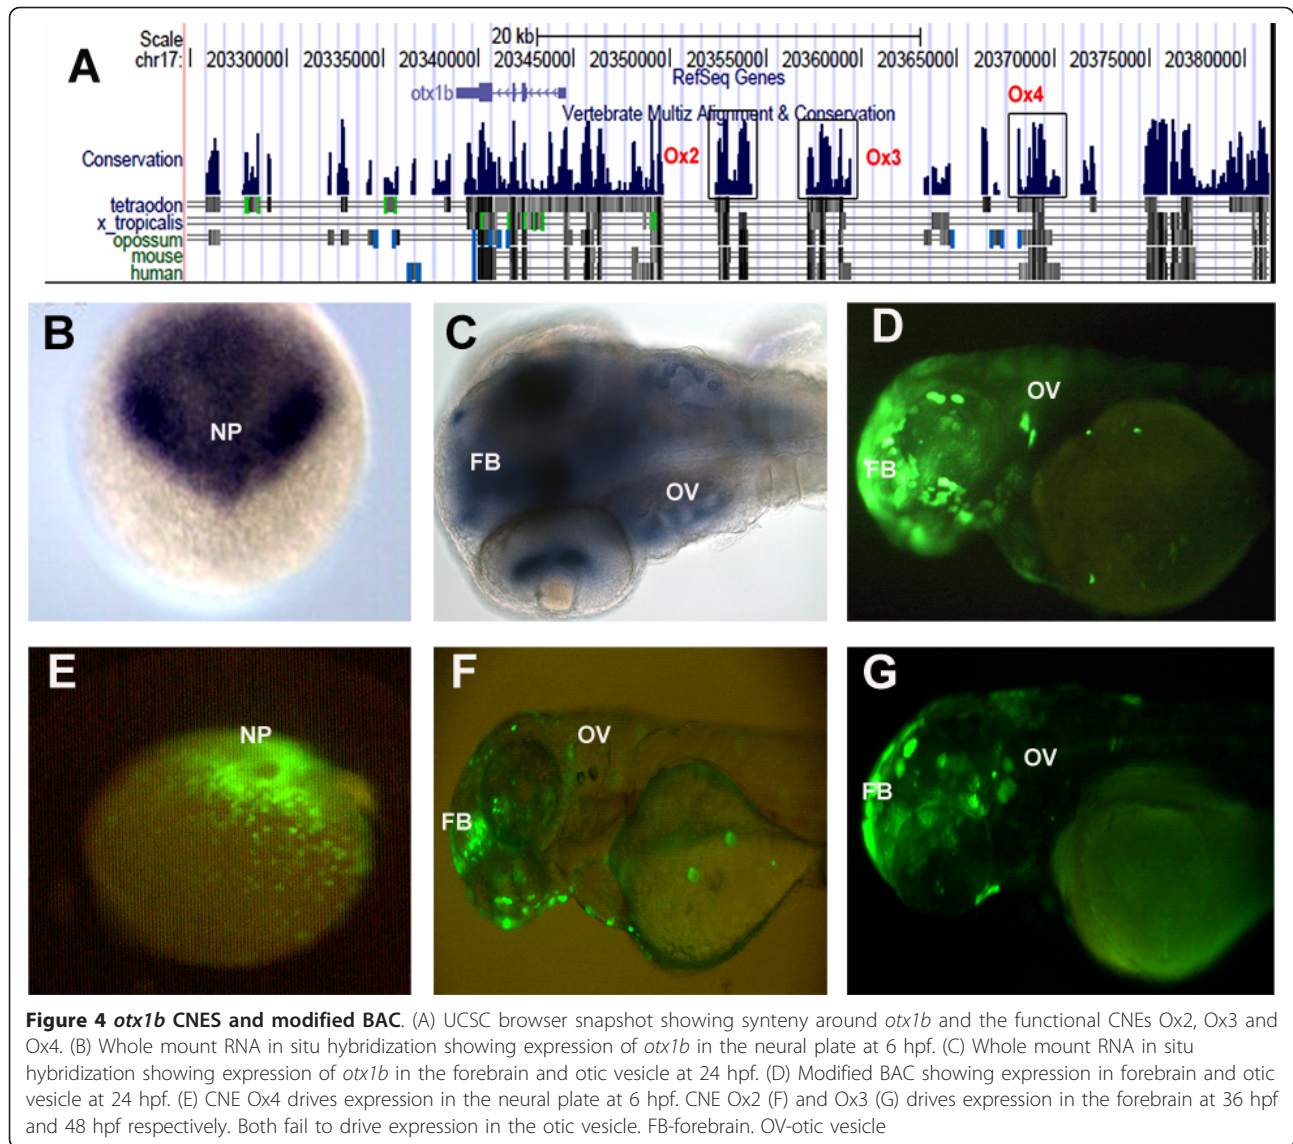 A
Scale
20 kb
chr17:
20330000
20335000
20340000
20345000
20350000
20355000
20360000
20365000
20370000
20375000
20380000
RefSeq Genes
otx1b
Ox4
Vertebrate Multiz Alignment & Conservation
Conservation
Ox2
Ox3
tetraodon
x_tropicalis
opossum
mouse
human
B
NP
C
FB
OV
D
OV
FB
E
NP
F
OV
FB
G
OV
FB
Figure 4 otx1b CNES and modified BAC. (A) UCSC browser snapshot showing synteny around otx1b and the functional CNEs Ox2, Ox3 and
Ox4. (B) Whole mount RNA in situ hybridization showing expression of otx1b in the neural plate at 6 hpf. (C) Whole mount RNA in situ
hybridization showing expression of otx1b in the forebrain and otic vesicle at 24 hpf. (D) Modified BAC showing expression in forebrain and otic
vesicle at 24 hpf. (E) CNE Ox4 drives expression in the neural plate at 6 hpf. CNE Ox2 (F) and Ox3 (G) drives expression in the forebrain at 36 hpf
and 48 hpf respectively. Both fail to drive expression in the otic vesicle. FB-forebrain. OV-otic vesicle